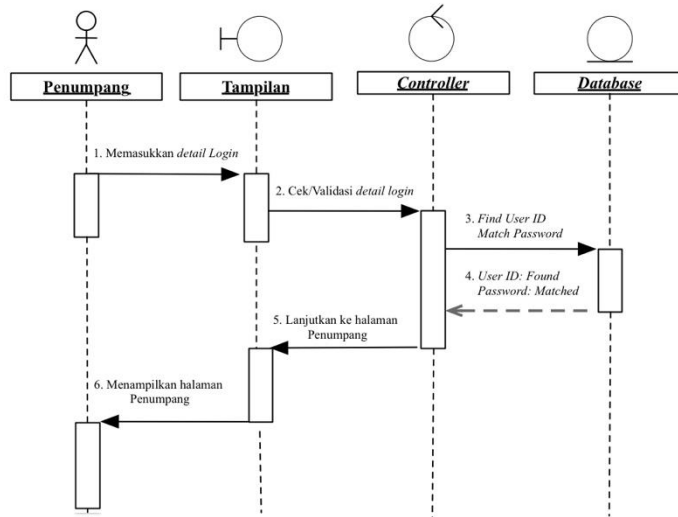 Penumpang
Tampilan
Controller
Database
1. Memasukkan detail Login
2. Cek/Validasi detail login
3. Find User ID
Match Password
4. User ID: Found
Password: Matched
5. Lanjutkan ke halaman
Penumpang
6. Menampilkan halaman
Penumpang